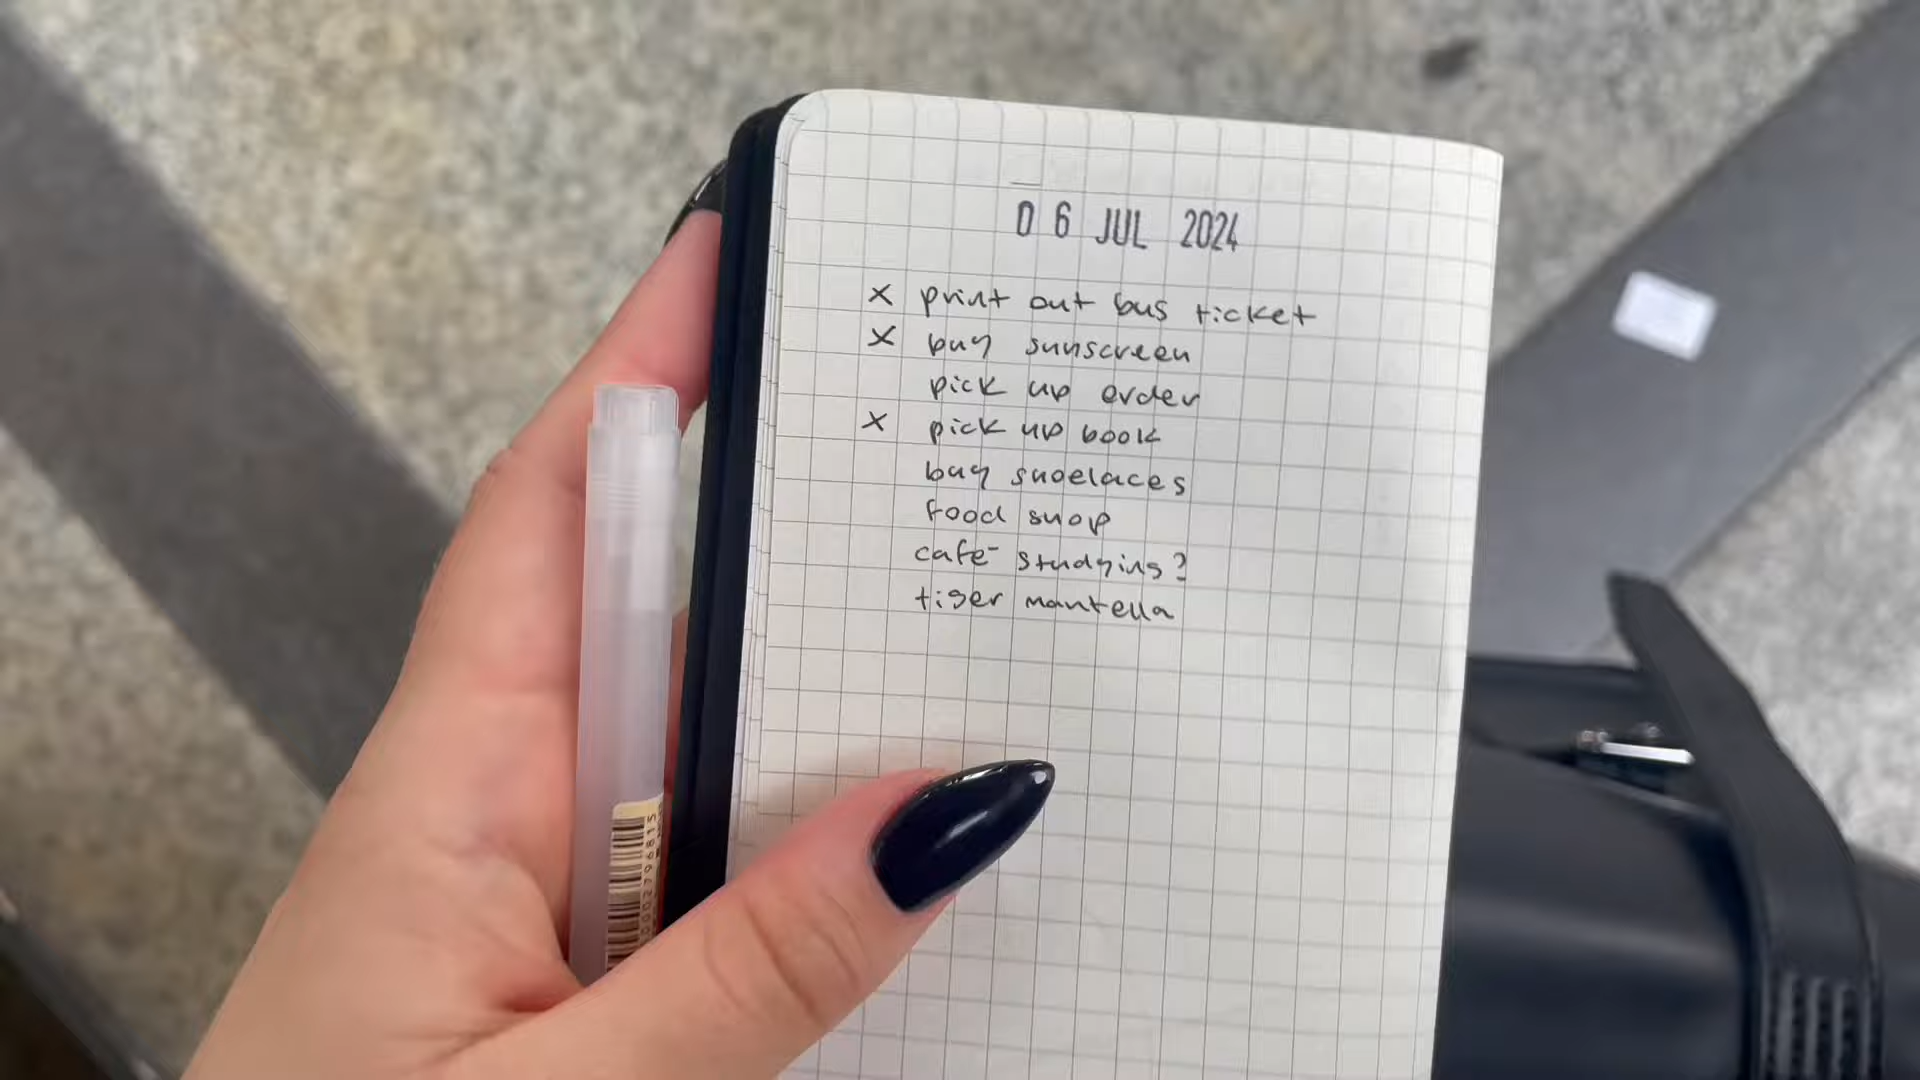 06 JUL 2024
x print out bus ticket
x buy sunscreen
pick up order
x pick up book
buy shoelaces
food shop
café studying?
tiger mantella